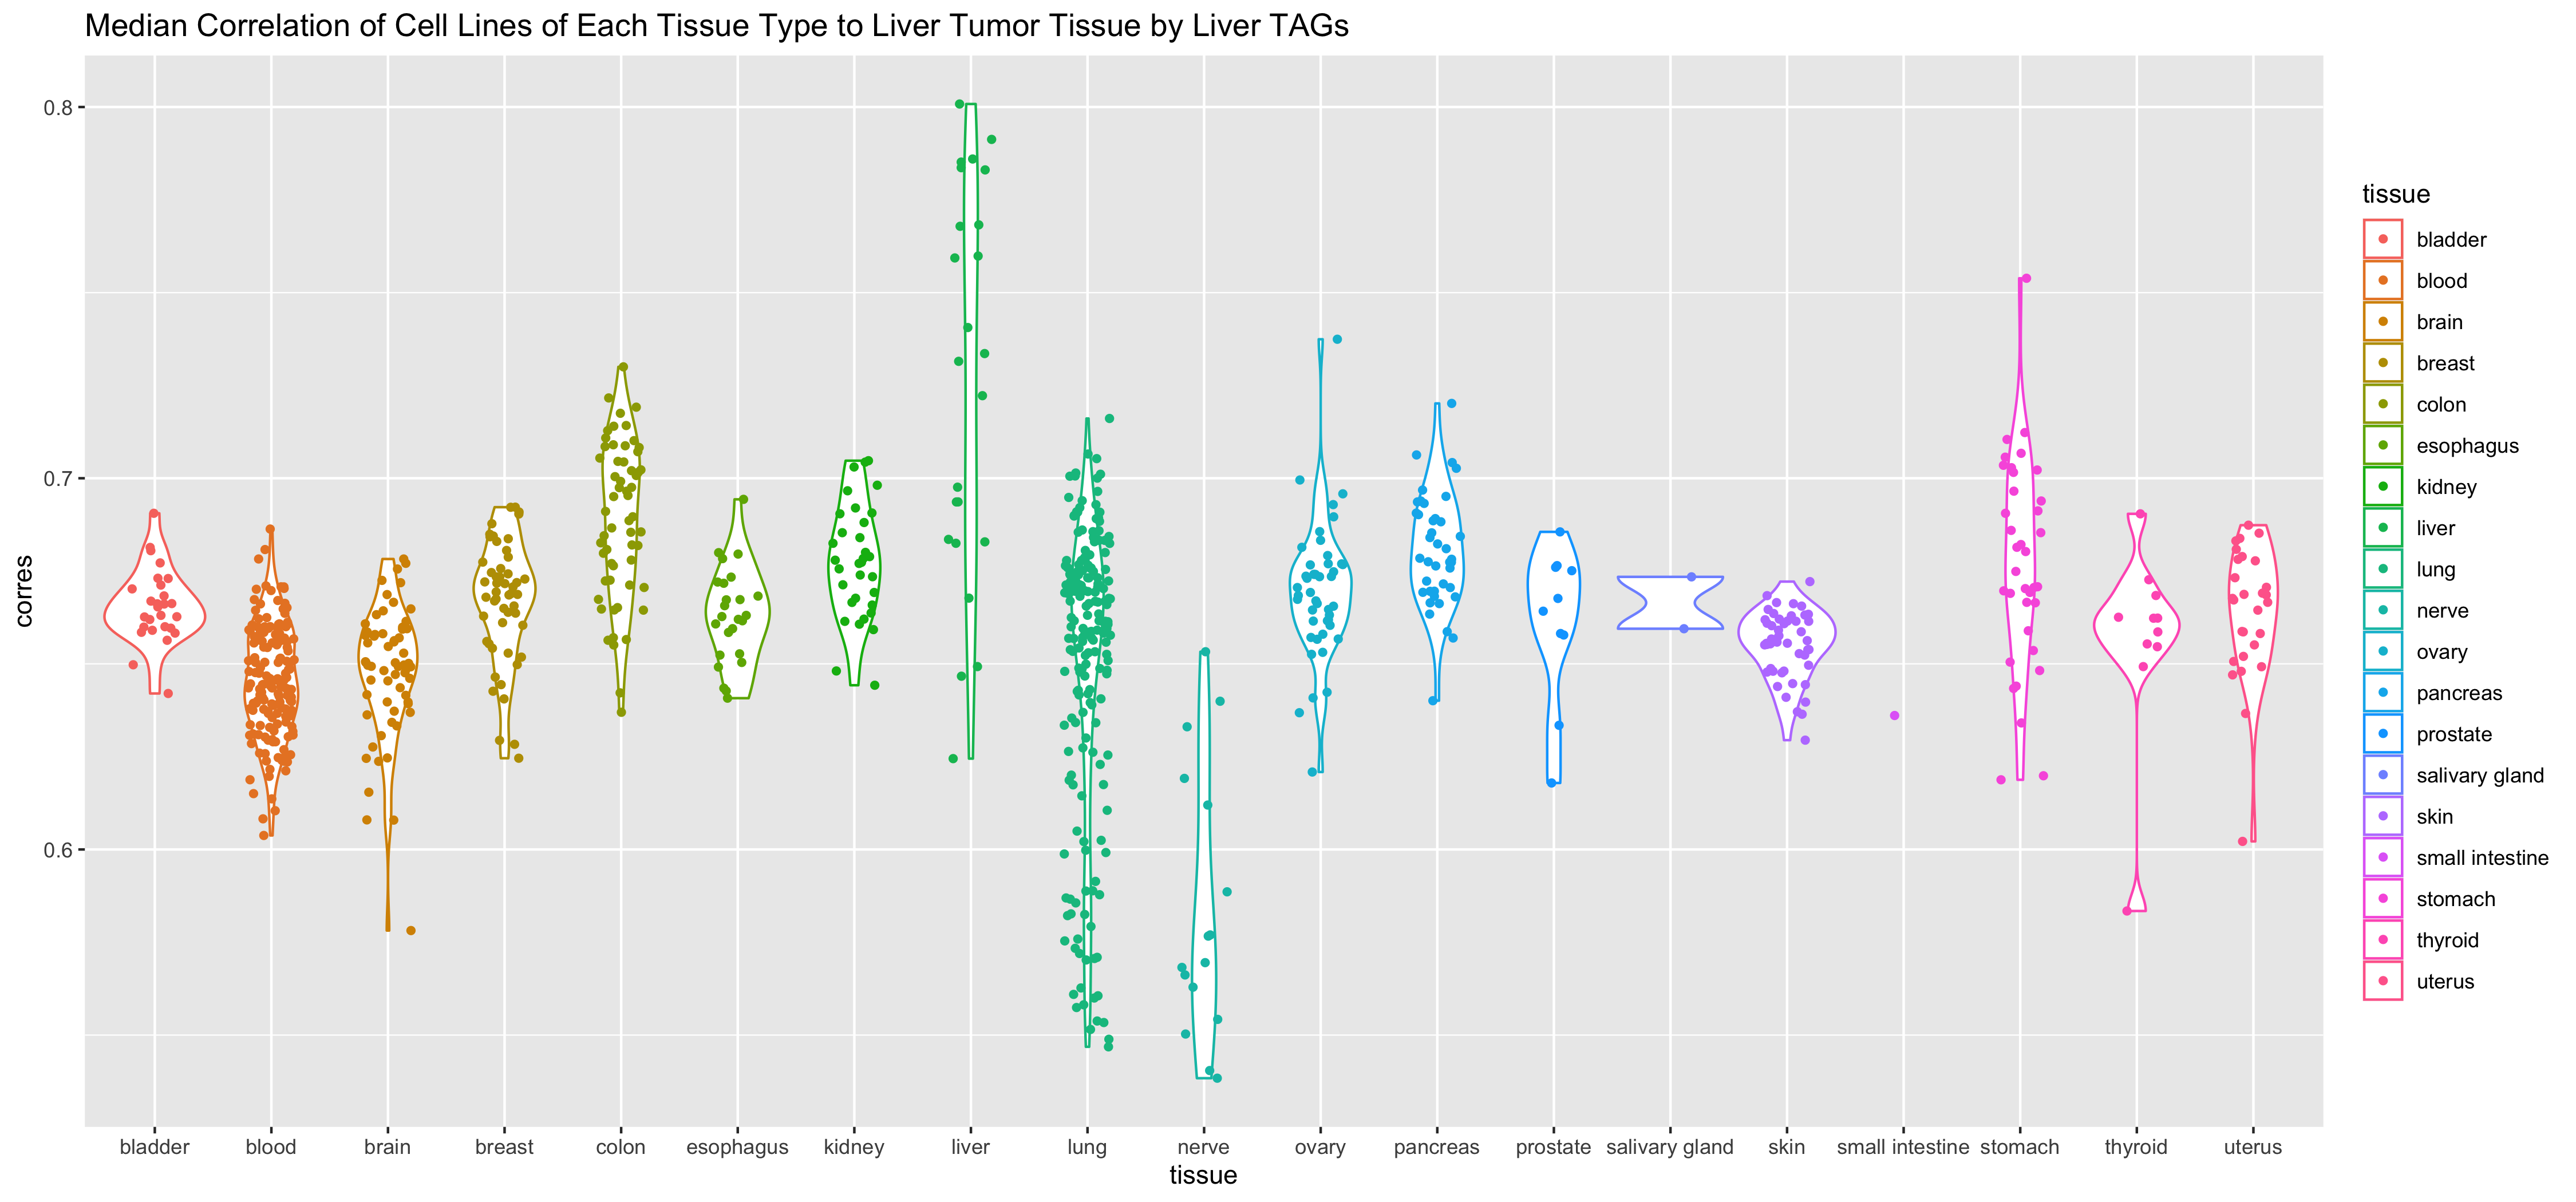 Median Correlation of Cell Lines of Each Tissue Type to Liver Tumor Tissue by Liver TAGs
corres
0.8
0.7
0.6
bladder blood brain breast colon esophagus kidney liver lung nerve ovary pancreas prostate salivary gland skin small intestine stomach thyroid uterus
tissue
tissue
bladder
blood
brain
breast
colon
esophagus
kidney
liver
lung
nerve
ovary
pancreas
prostate
salivary gland
skin
small intestine
stomach
thyroid
uterus